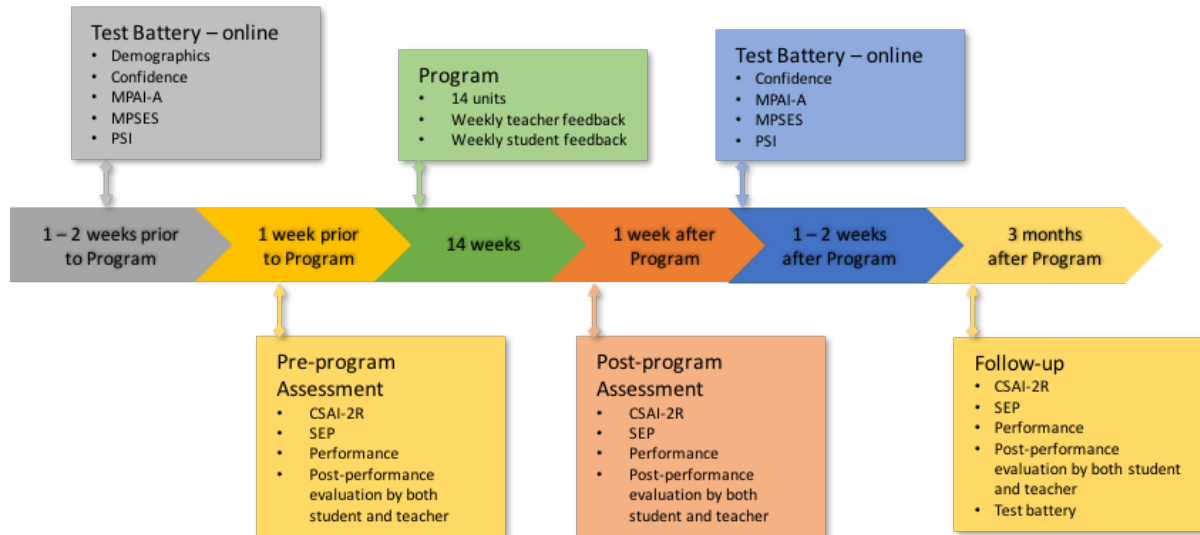 Test Battery – online
• Demographics
• Confidence
• MPAI-A
• MPSES
• PSI
Program
• 14 units
• Weekly teacher feedback
• Weekly student feedback
Test Battery – online
• Confidence
• MPAI-A
• MPSES
• PSI
1 – 2 weeks prior
to Program
1 week prior
to Program
14 weeks
1 week after
Program
1 – 2 weeks
after Program
3 months
after Program
Pre-program
Assessment
• CSAI-2R
• SEP
• Performance
• Post-performance
evaluation by both
student and teacher
Post-program
Assessment
• CSAI-2R
• SEP
• Performance
• Post-performance
evaluation by both
student and teacher
Follow-up
• CSAI-2R
• SEP
• Performance
• Post-performance
evaluation by both student
and teacher
• Test battery